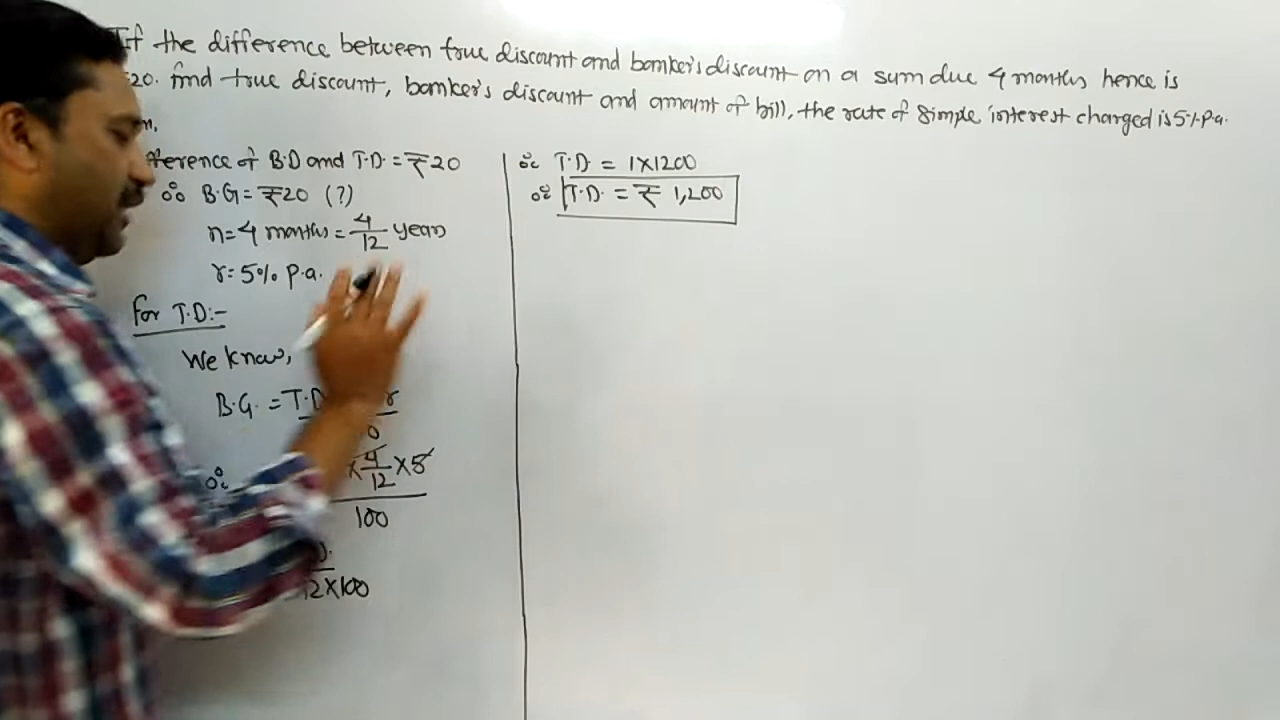 If the difference between true discount and banker's discount on a sum due 4 months hence is
20. find true discount, banker's discount and amount of bill, the rate of simple interest charged is 5% p.a.
n,
fference of B.D and T.D. = ₹20
∴ B.G = ₹20 (?)
n = 4 months = 4/12 years
r = 5% p.a.
For T.D:-
We know,
B.G. = T.D
r
0
∴ × 4/12 × 5
100
D.
12×100
∴ T.D. = 1×1200
∴ T.D. = ₹ 1,200